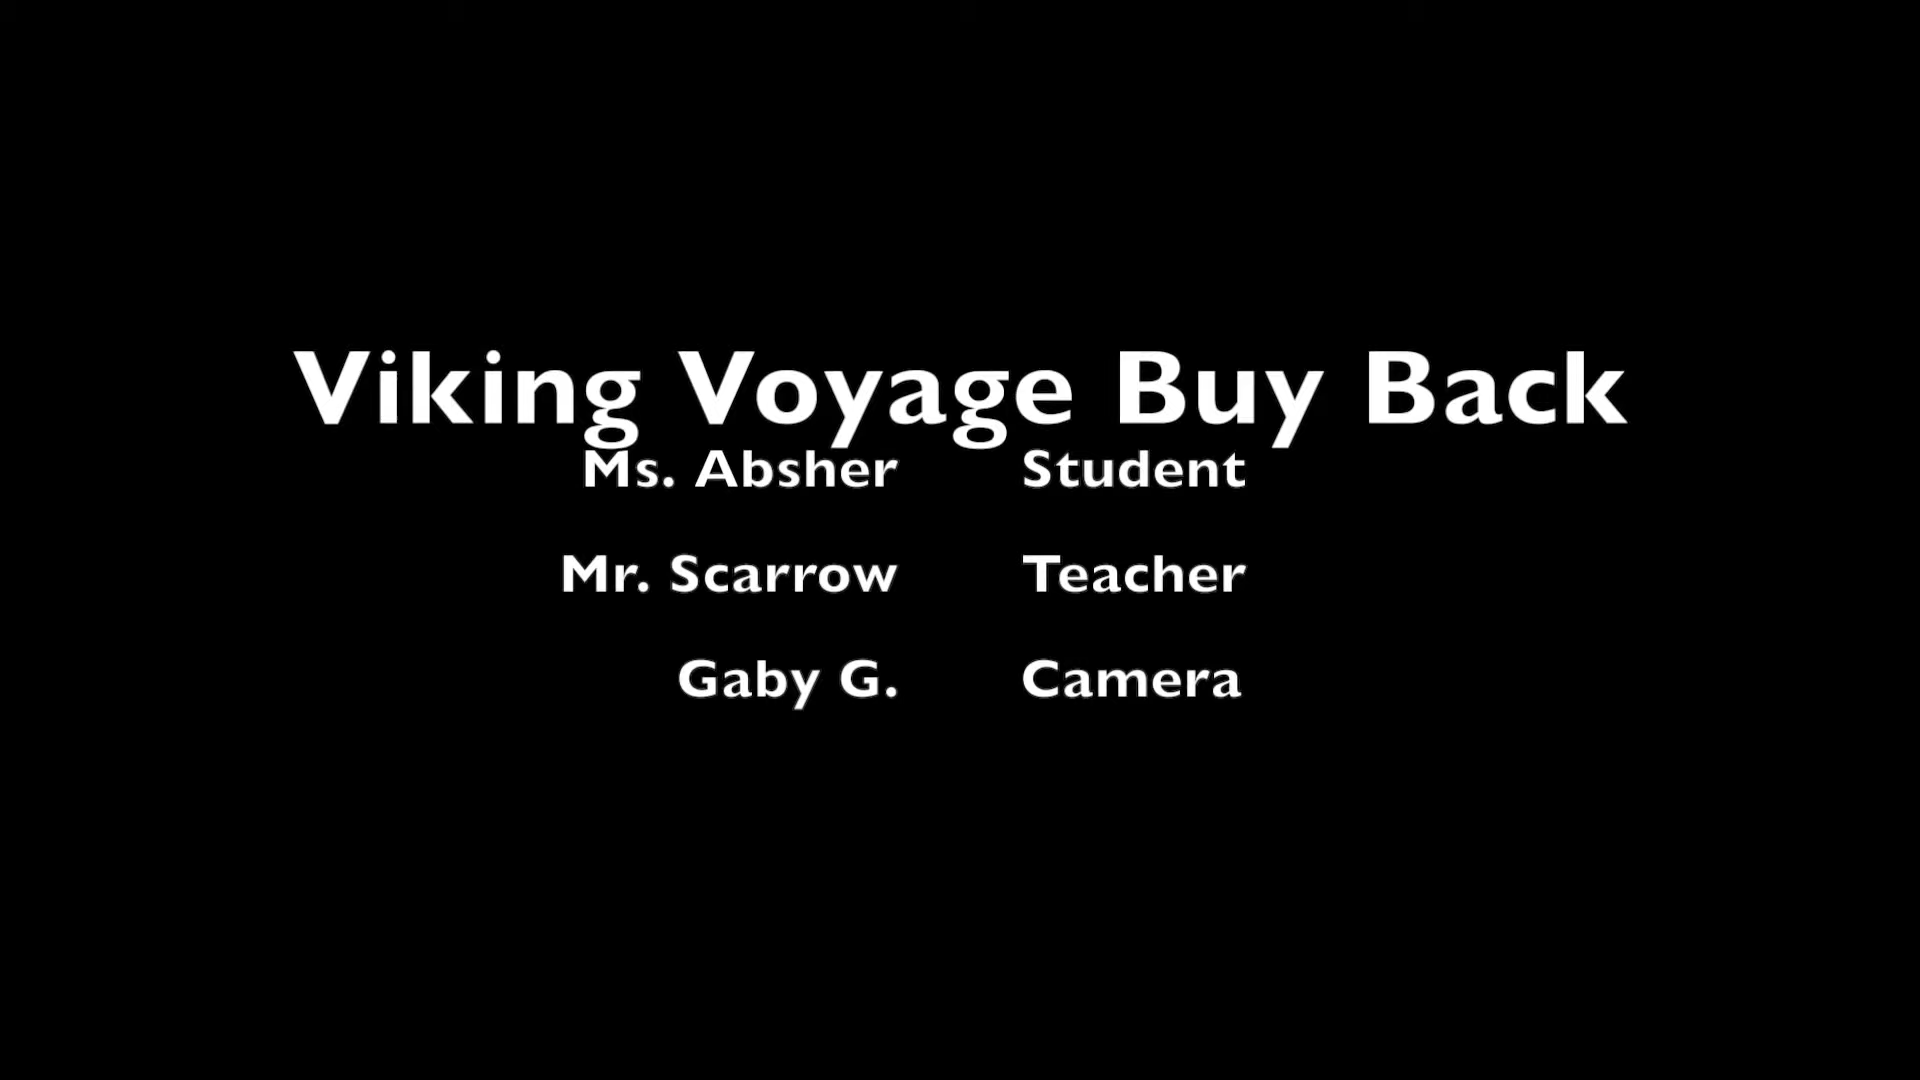 Viking Voyage Buy Back
Ms. Absher Student
Mr. Scarrow Teacher
Gaby G. Camera